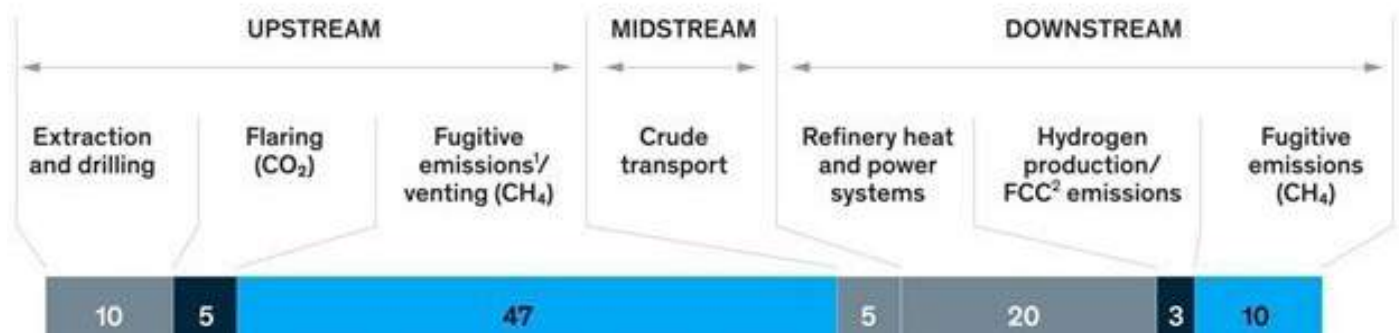 UPSTREAM
MIDSTREAM
DOWNSTREAM
Extraction
and drilling
Flaring
(CO₂)
Fugitive
emissions¹/
venting (CH₄)
Crude
transport
Refinery heat
and power
systems
Hydrogen
production/
FCC² emissions
Fugitive
emissions
(CH₄)
10 5 47 5 20 3 10